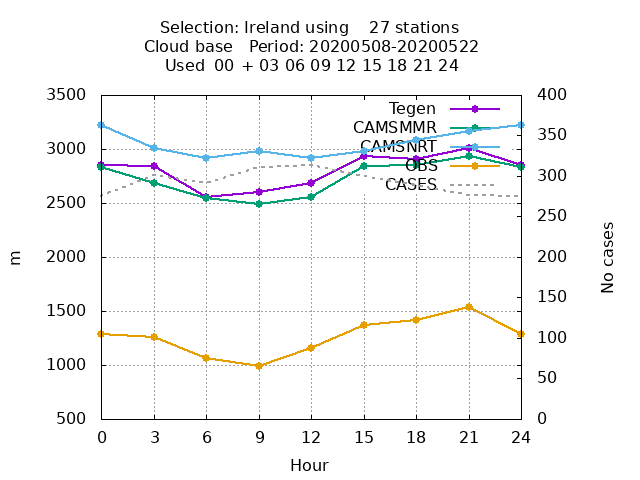 Selection: Ireland using    27 stations
Cloud base   Period: 20200508-20200522
Used  00 + 03 06 09 12 15 18 21 24
3500 400
Tegen
CAMSMMR
350
3000 CAMSNRT
OBS
300
CASES
2500
250
m 2000 200 No cases
150
1500
100
1000
50
500 0
0 3 6 9 12 15 18 21 24
Hour